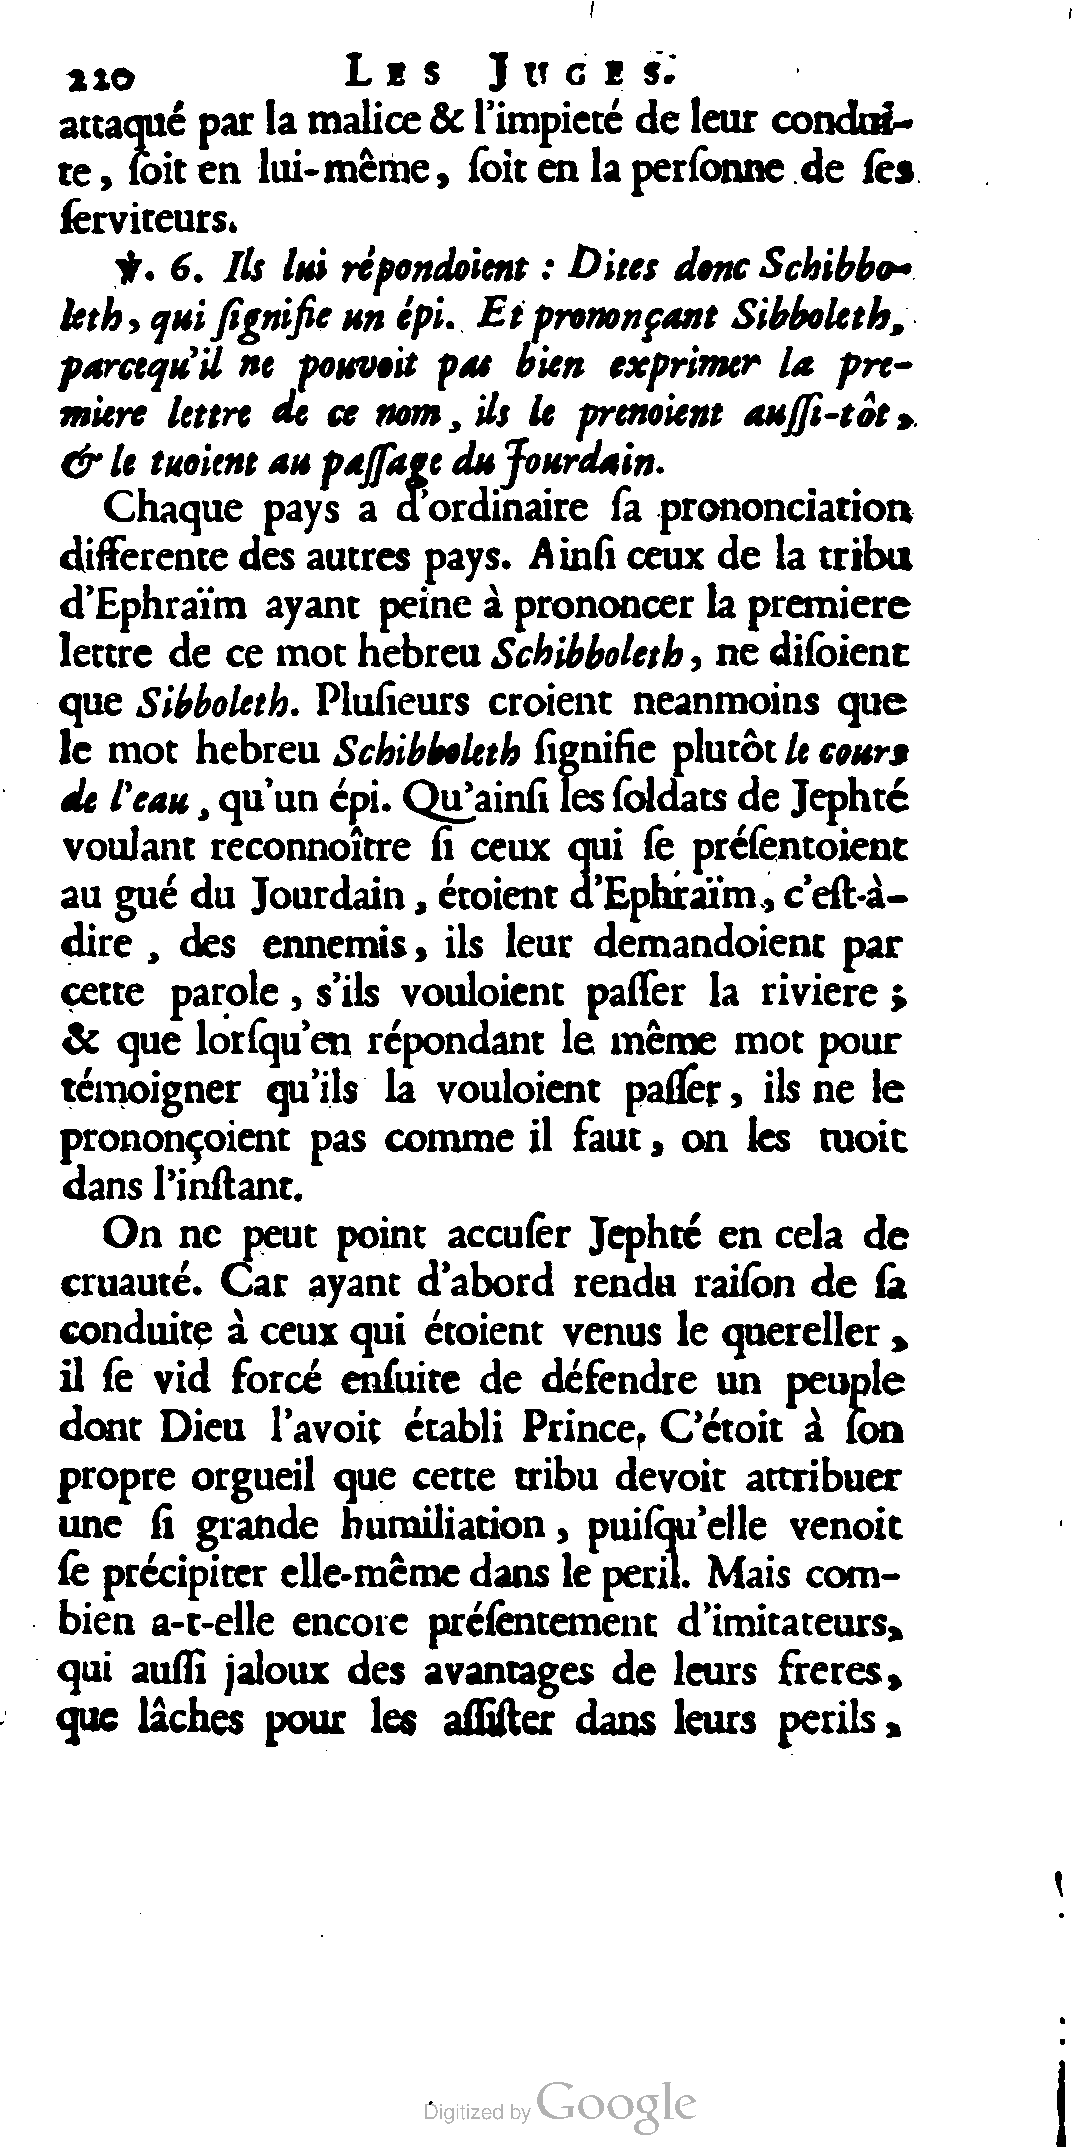 220 LES JUGES.
attaqué par la malice & l'impieté de leur condui-
te, ſoit en lui-même, ſoit en la perſonne de ſes
ſerviteurs.
℣. 6. Ils lui répondoient : Dites donc Schibbo-
leth, qui ſignifie un épi. Et prononçant Sibboleth,
parcequ'il ne pouvoit pas bien exprimer la pre-
miere lettre de ce nom, ils le prenoient auſſi-tôt,
& le tuoient au paſſage du Jourdain.
Chaque pays a d'ordinaire ſa prononciation
differente des autres pays. Ainſi ceux de la tribu
d'Ephraïm ayant peine à prononcer la premiere
lettre de ce mot hebreu Schibboleth, ne diſoient
que Sibboleth. Pluſieurs croient neanmoins que
le mot hebreu Schibboleth ſignifie plutôt le cours
de l'eau, qu'un épi. Qu'ainſi les ſoldats de Jephté
voulant reconnoître ſi ceux qui ſe préſentoient
au gué du Jourdain, étoient d'Ephraïm, c'eſt-à-
dire, des ennemis, ils leur demandoient par
cette parole, s'ils vouloient paſſer la riviere ;
& que lorſqu'en répondant le même mot pour
témoigner qu'ils la vouloient paſſer, ils ne le
prononçoient pas comme il faut, on les tuoit
dans l'inſtant.
On ne peut point accuſer Jephté en cela de
cruauté. Car ayant d'abord rendu raiſon de ſa
conduite à ceux qui étoient venus le quereller,
il ſe vid forcé enſuite de défendre un peuple
dont Dieu l'avoit établi Prince, C'étoit à ſon
propre orgueil que cette tribu devoit attribuer
une ſi grande humiliation, puiſqu'elle venoit
ſe précipiter elle-même dans le peril. Mais com-
bien a-t-elle encore préſentement d'imitateurs,
qui auſſi jaloux des avantages de leurs freres,
que lâches pour les aſſiſter dans leurs perils,
Digitized by Google